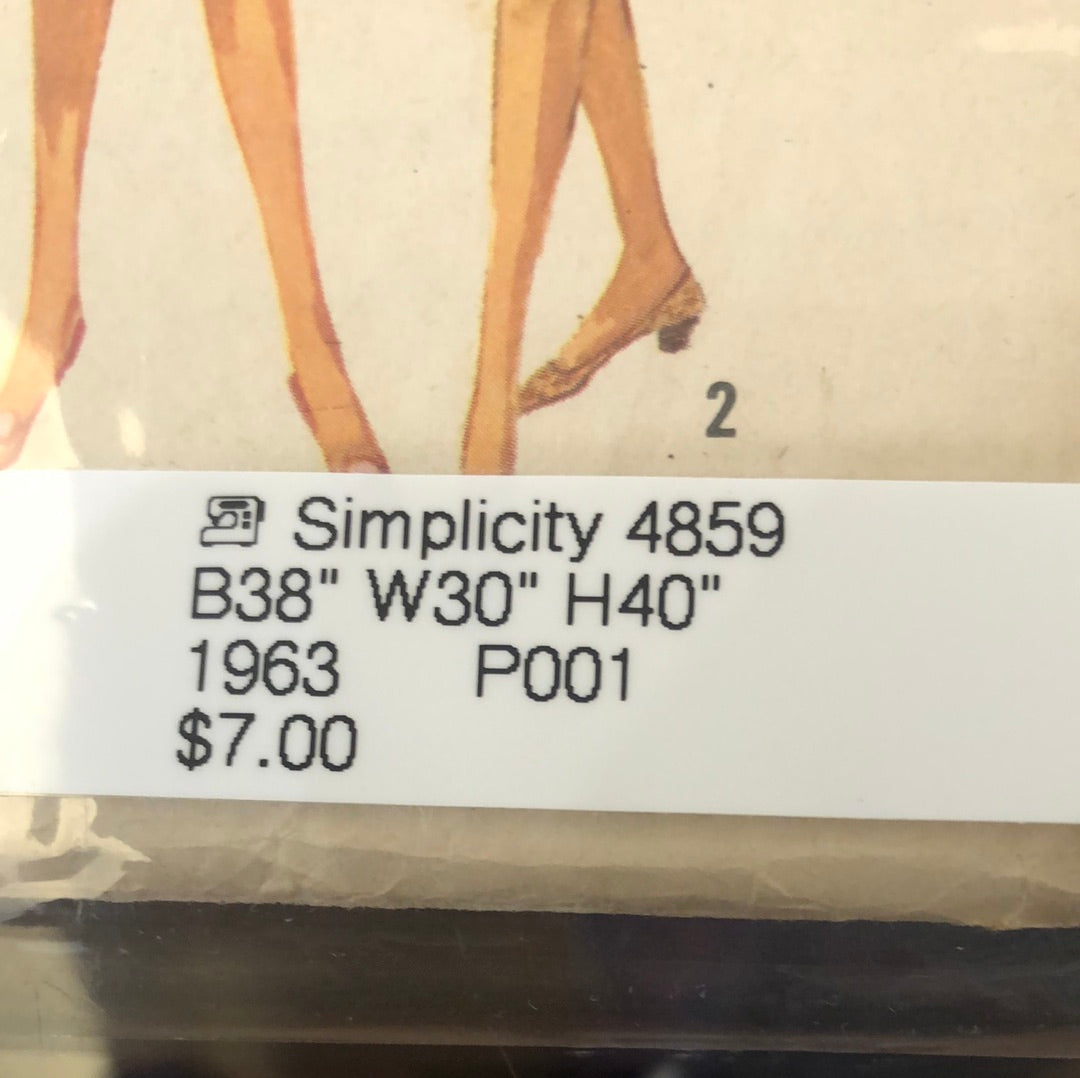 2
Simplicity 4859
B38" W30" H40"
1963 P001
$7.00